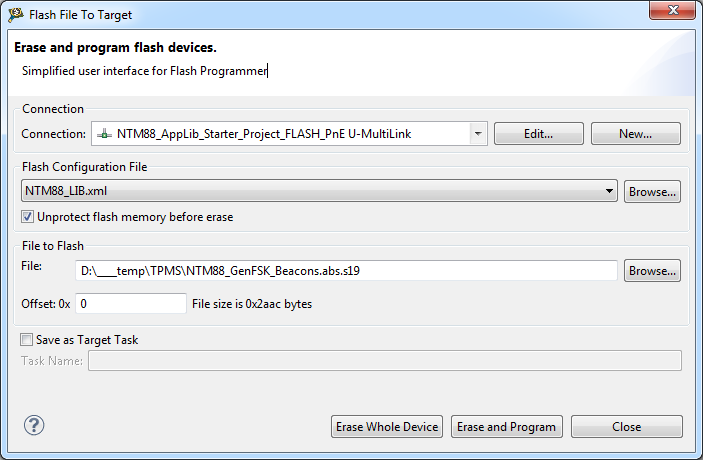 Flash File To Target
Erase and program flash devices.
Simplified user interface for Flash Programmer
Connection
Connection: NTM88_AppLib_Starter_Project_FLASH_PnE U-MultiLink Edit... New...
Flash Configuration File
NTM88_LIB.xml Browse...
Unprotect flash memory before erase
File to Flash
File: D:\___temp\TPMS\NTM88_GenFSK_Beacons.abs.s19 Browse...
Offset: 0x 0 File size is 0x2aac bytes
Save as Target Task
Task Name:
? Erase Whole Device Erase and Program Close